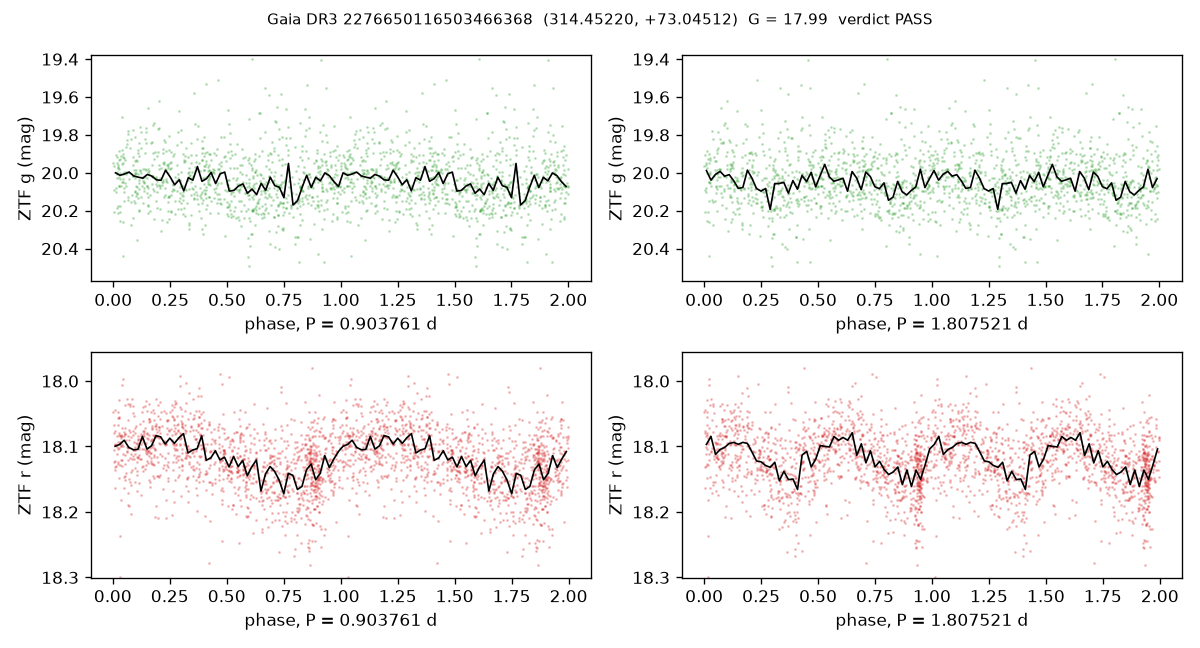 Gaia DR3 2276650116503466368  (314.45220, +73.04512)  G = 17.99  verdict PASS
ZTF g (mag)
19.4
19.6
19.8
20.0
20.2
20.4
0.00 0.25 0.50 0.75 1.00 1.25 1.50 1.75 2.00
phase, P = 0.903761 d
ZTF g (mag)
19.4
19.6
19.8
20.0
20.2
20.4
0.00 0.25 0.50 0.75 1.00 1.25 1.50 1.75 2.00
phase, P = 1.807521 d
ZTF r (mag)
18.0
18.1
18.2
18.3
0.00 0.25 0.50 0.75 1.00 1.25 1.50 1.75 2.00
phase, P = 0.903761 d
ZTF r (mag)
18.0
18.1
18.2
18.3
0.00 0.25 0.50 0.75 1.00 1.25 1.50 1.75 2.00
phase, P = 1.807521 d